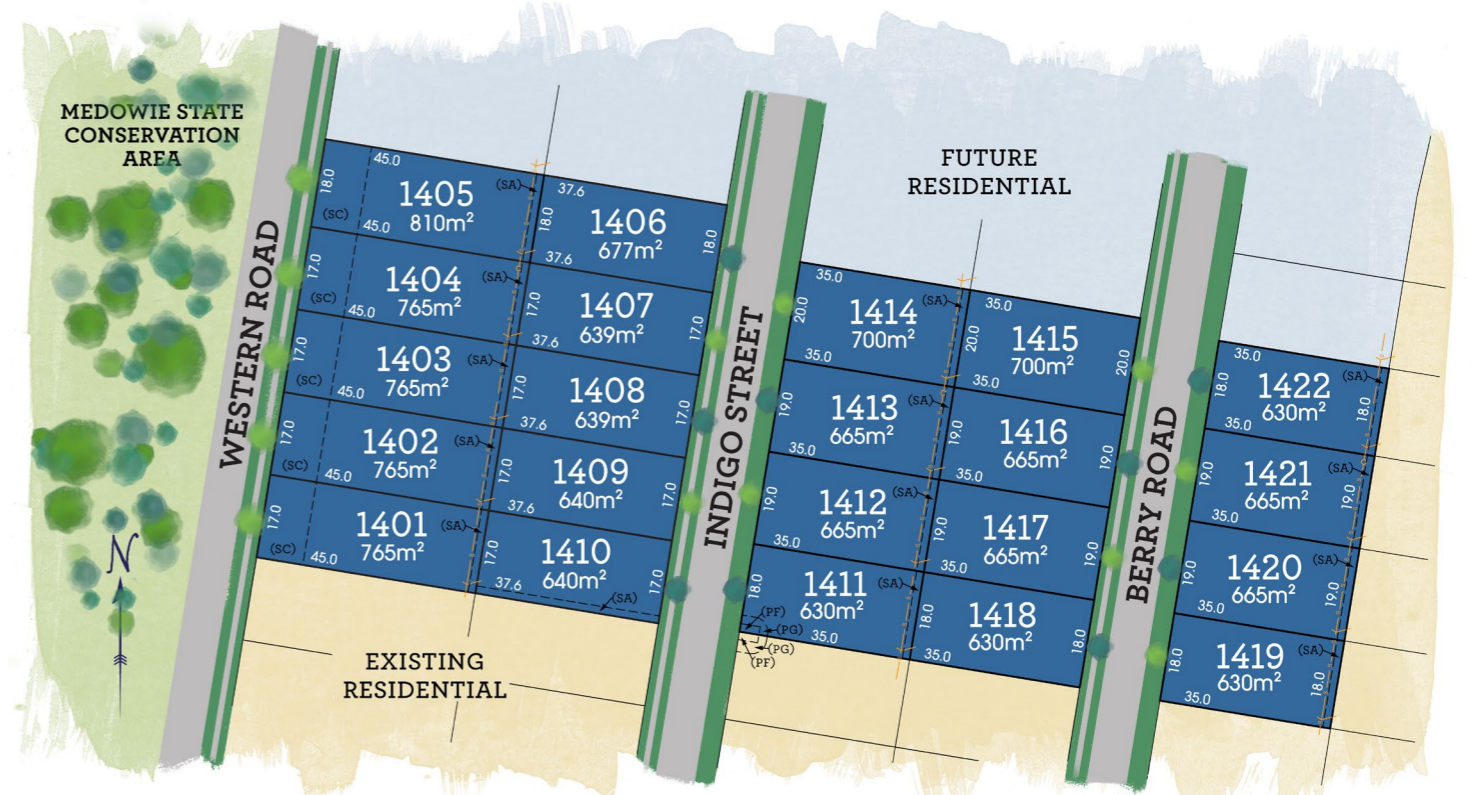 MEDOWIE STATE
CONSERVATION
AREA
WESTERN ROAD
N
INDIGO STREET
BERRY ROAD
FUTURE
RESIDENTIAL
EXISTING
RESIDENTIAL
45.0
18.0
1405
810m²
(SA)
(SC)
45.0
17.0
1404
765m²
(SA)
(SC)
45.0
17.0
1403
765m²
(SA)
(SC)
45.0
17.0
1402
765m²
(SA)
(SC)
45.0
17.0
1401
765m²
(SA)
(SC)
45.0
37.6
18.0
1406
677m²
18.0
37.6
17.0
1407
639m²
17.0
37.6
17.0
1408
639m²
17.0
37.6
17.0
1409
640m²
17.0
37.6
17.0
1410
640m²
17.0
37.6
(SA)
35.0
20.0
1414
700m²
(SA)
35.0
19.0
1413
665m²
(SA)
35.0
19.0
1412
665m²
(SA)
35.0
18.0
1411
630m²
(SA)
35.0
(PF)
(PG)
(PG)
(PF)
35.0
20.0
1415
700m²
20.0
35.0
19.0
1416
665m²
19.0
35.0
19.0
1417
665m²
19.0
35.0
18.0
1418
630m²
18.0
35.0
35.0
18.0
1422
630m²
(SA)
18.0
35.0
19.0
1421
665m²
(SA)
19.0
35.0
19.0
1420
665m²
19.0
35.0
18.0
1419
630m²
(SA)
18.0
35.0